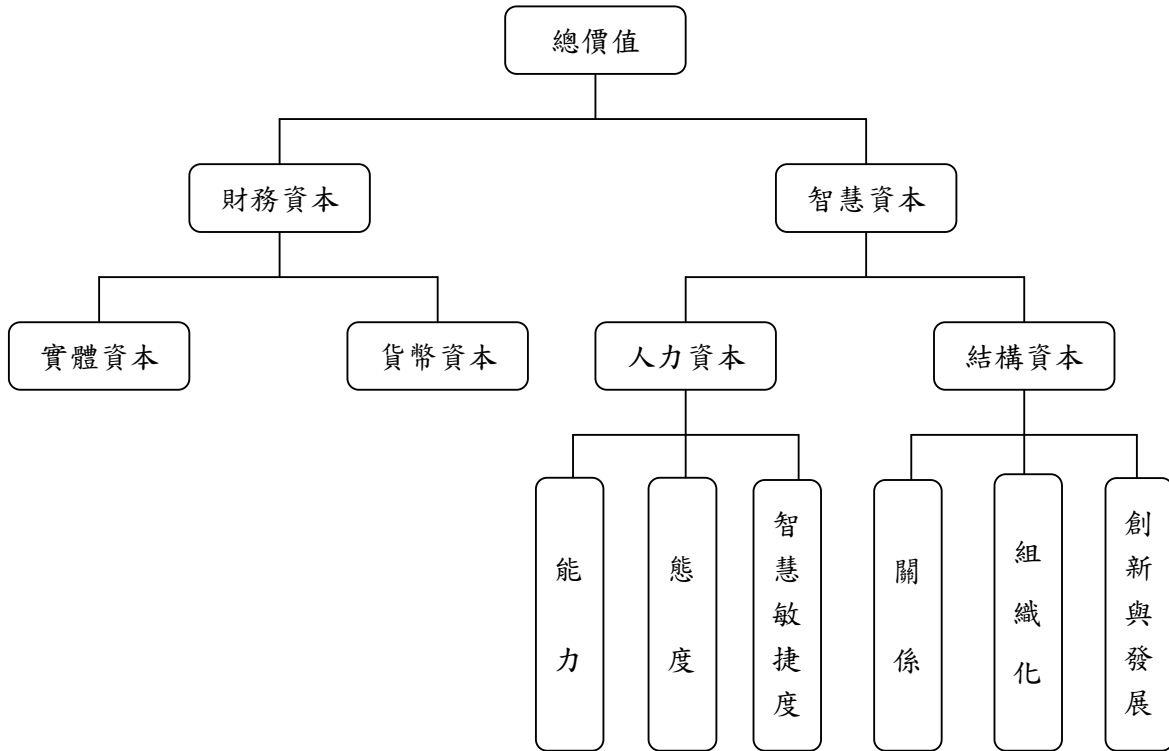 總價值
財務資本
智慧資本
實體資本
貨幣資本
人力資本
結構資本
能力
態度
智慧敏捷度
關係
組織化
創新與發展